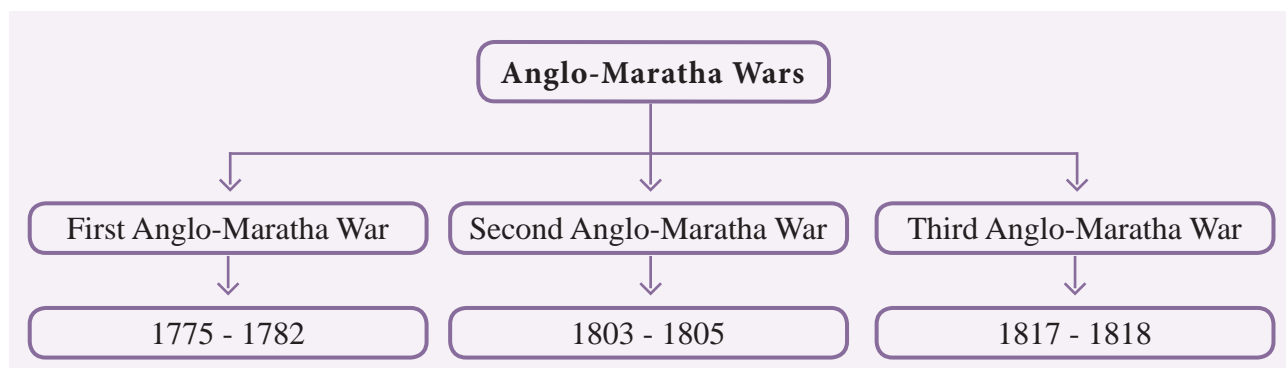 Anglo-Maratha Wars
First Anglo-Maratha War
Second Anglo-Maratha War
Third Anglo-Maratha War
1775 - 1782
1803 - 1805
1817 - 1818